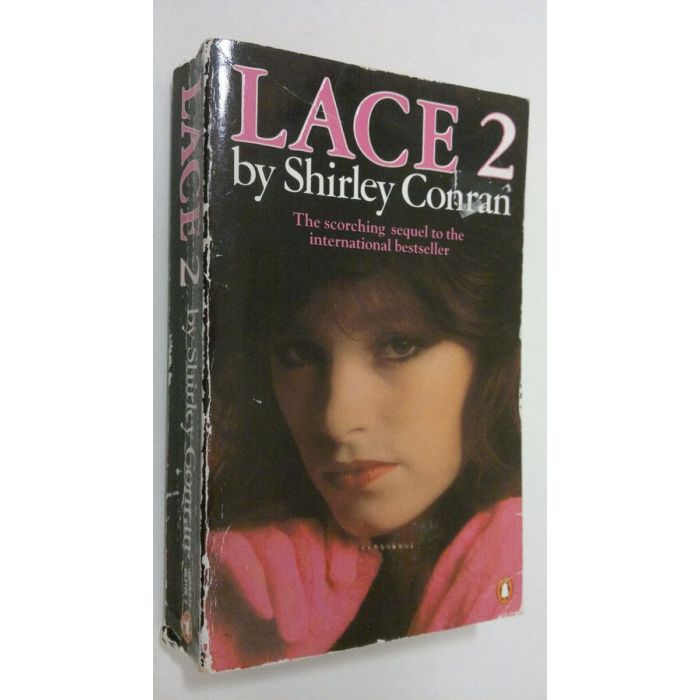 LACE 2
by Shirley Conran
The scorching sequel to the
international bestseller
LACE 2 by Shirley Conran